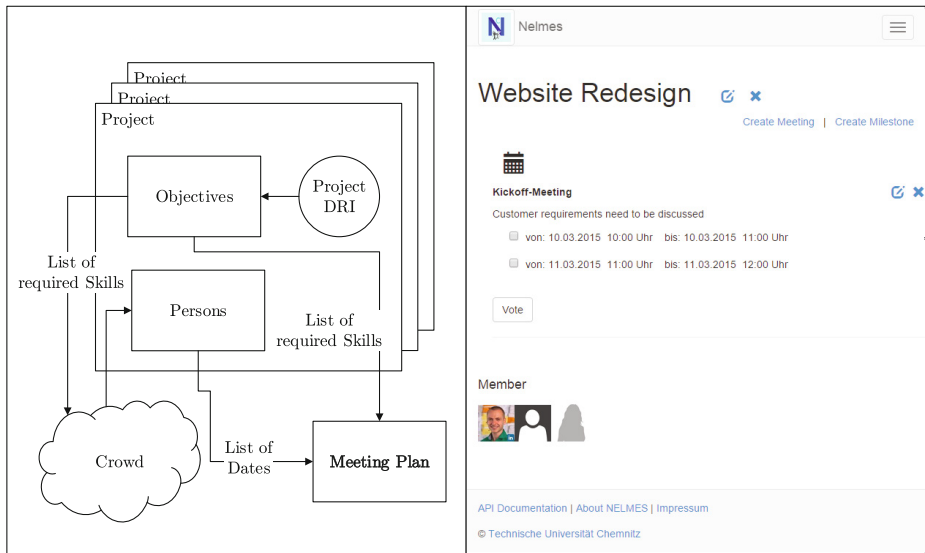 Project
Project
Project
Objectives
Project
DRI
List of
required Skills
Persons
List of
required Skills
Crowd
List of
Dates
Meeting Plan
N Nelmes
Website Redesign
Create Meeting | Create Milestone
Kickoff-Meeting
Customer requirements need to be discussed
von: 10.03.2015 10:00 Uhr bis: 10.03.2015 11:00 Uhr
von: 11.03.2015 11:00 Uhr bis: 11.03.2015 12:00 Uhr
Vote
Member
API Documentation | About NELMES | Impressum
© Technische Universität Chemnitz